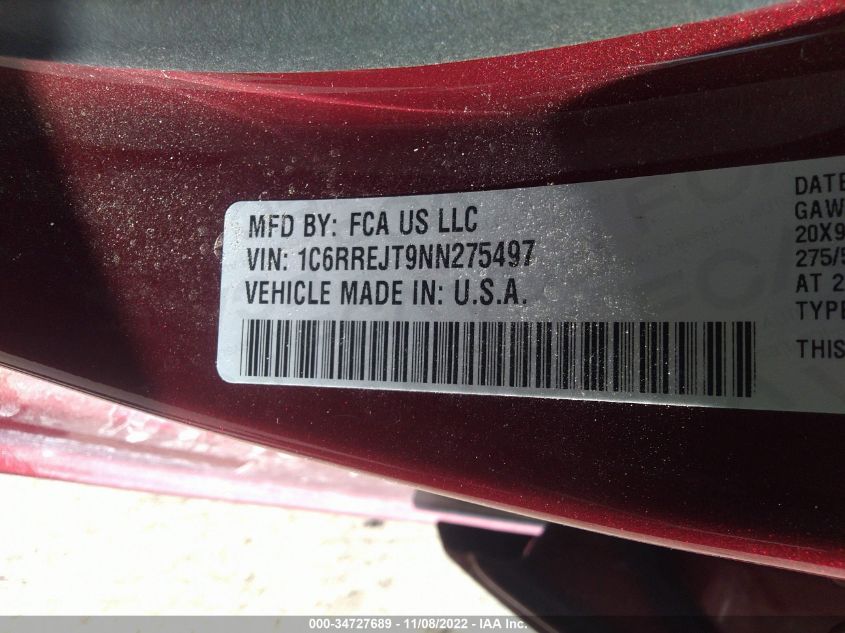 MFD BY: FCA US LLC
VIN: 1C6RREJT9NN275497
VEHICLE MADE IN: U.S.A.
DATE
GAW
20X9
275/5
AT 2
TYPE
THIS
000-34727689 - 11/08/2022 - IAA Inc.